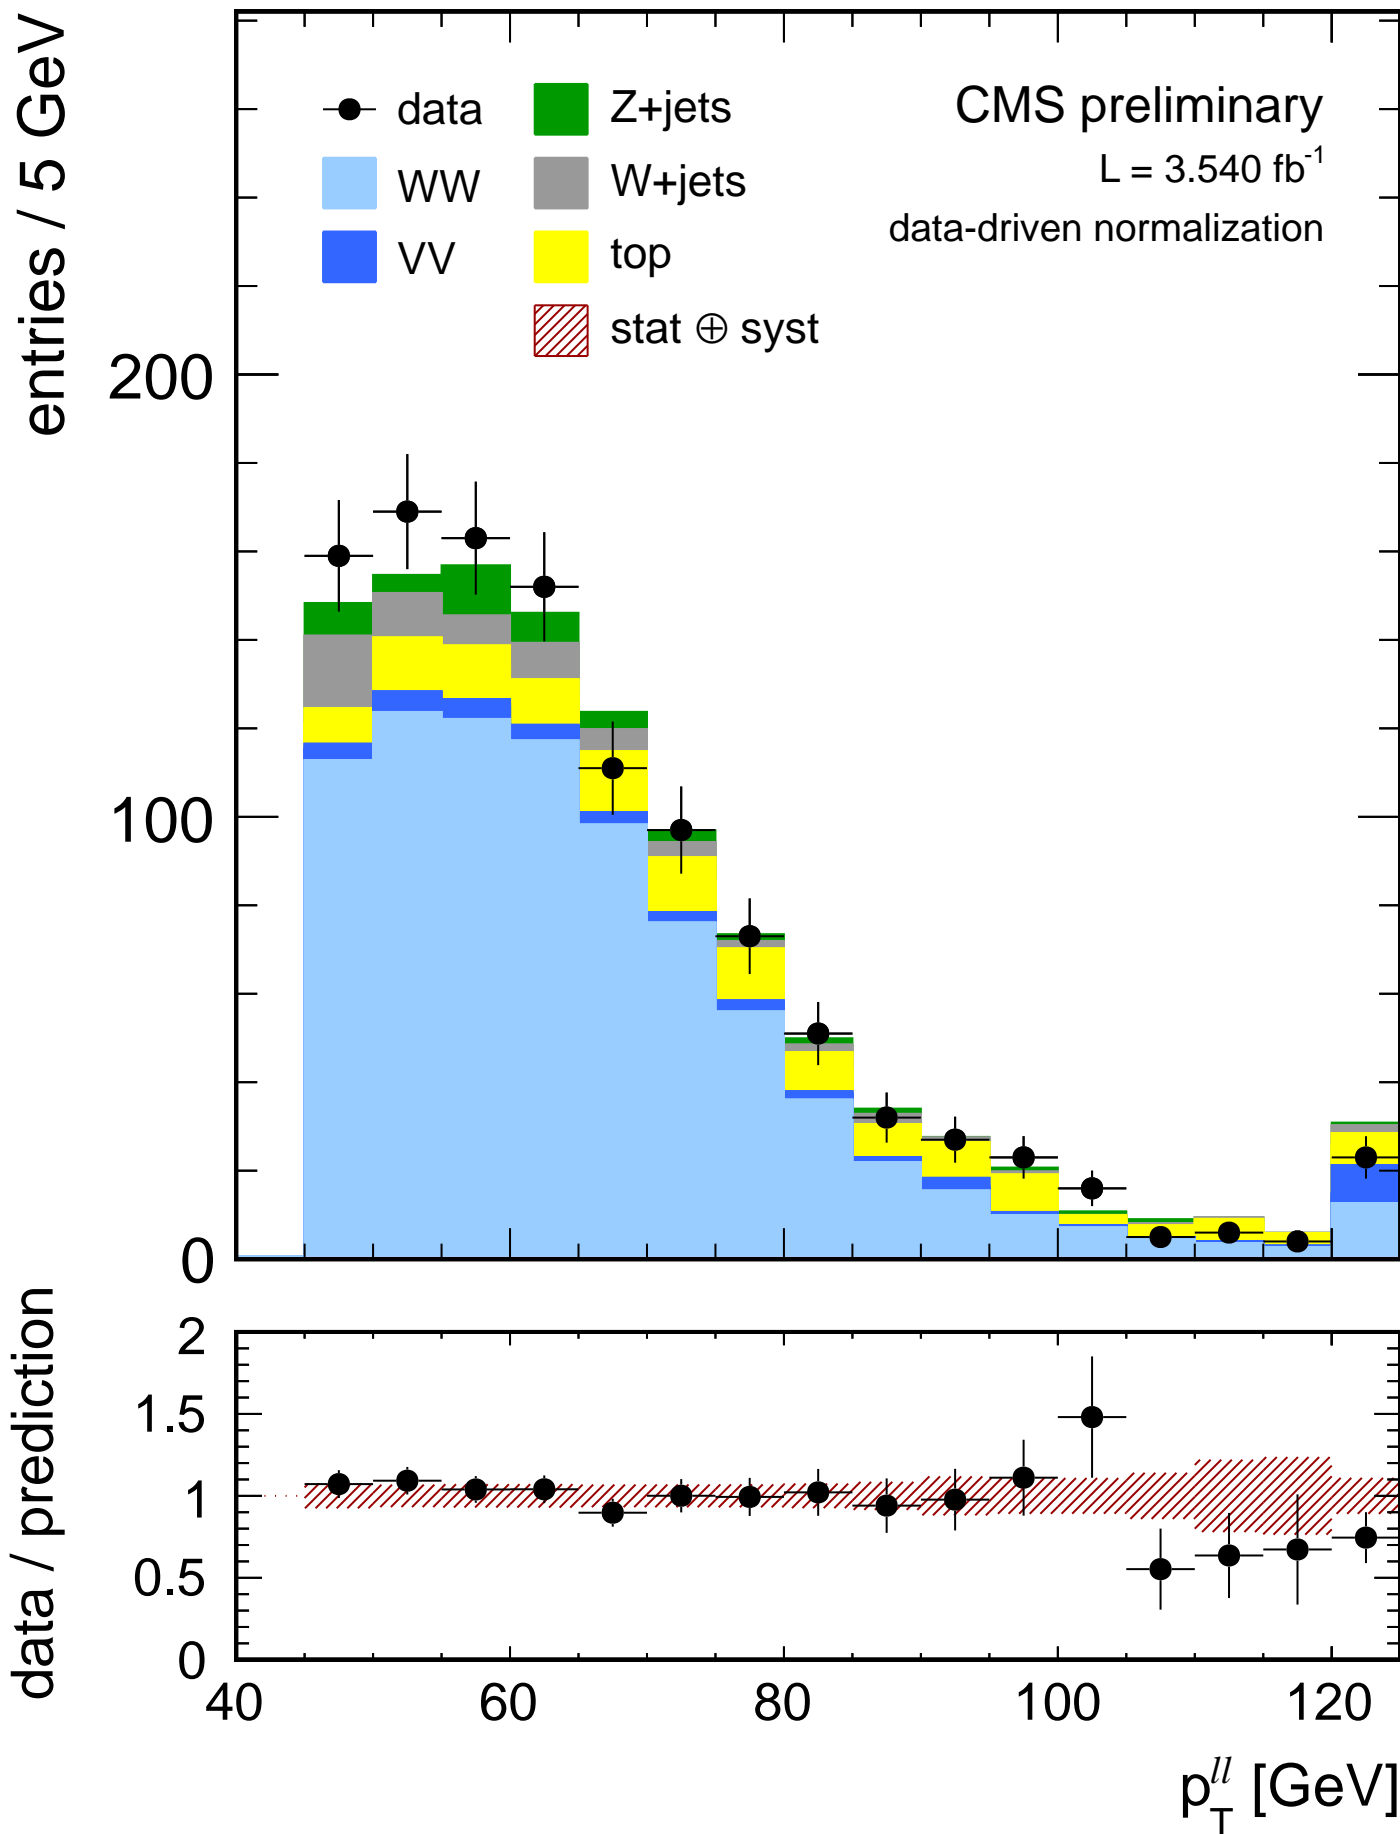 entries / 5 GeV
data
WW
VV
Z+jets
W+jets
top
stat ⊕ syst
CMS preliminary
L = 3.540 fb⁻¹
data-driven normalization
200
100
0
data / prediction
2
1.5
1
0.5
0
40 60 80 100 120
p_T^{ll} [GeV]